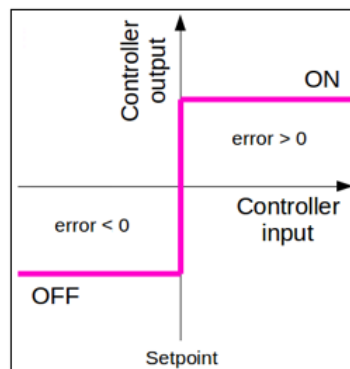 Controller
output
ON
error > 0
Controller
input
error < 0
OFF
Setpoint